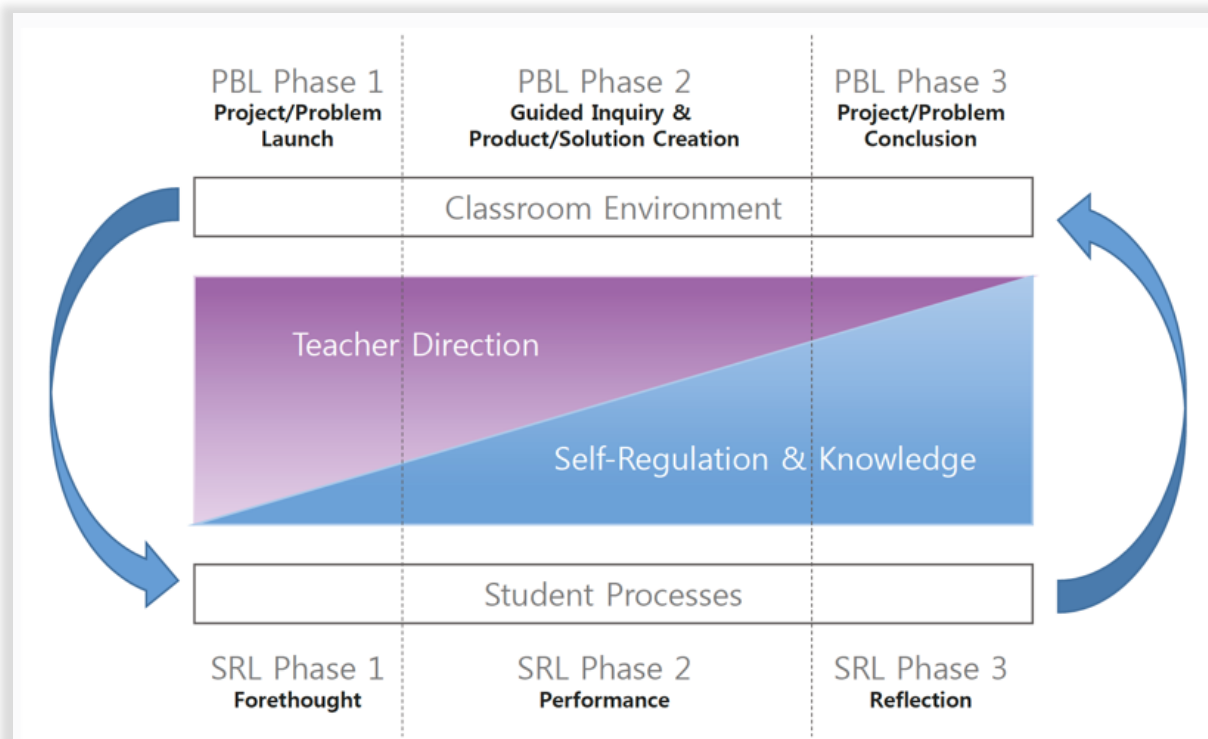 PBL Phase 1
Project/Problem
Launch
PBL Phase 2
Guided Inquiry &
Product/Solution Creation
PBL Phase 3
Project/Problem
Conclusion
Classroom Environment
Teacher Direction
Self-Regulation & Knowledge
Student Processes
SRL Phase 1
Forethought
SRL Phase 2
Performance
SRL Phase 3
Reflection